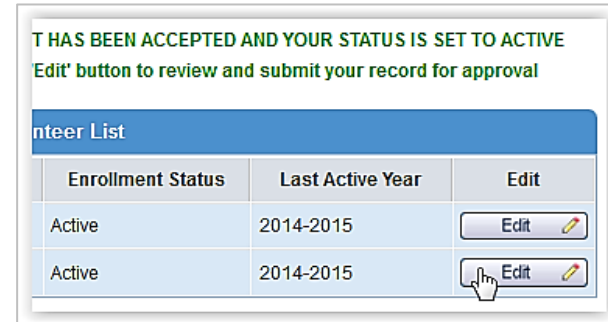 T HAS BEEN ACCEPTED AND YOUR STATUS IS SET TO ACTIVE
'Edit' button to review and submit your record for approval
nteer List
Enrollment Status Last Active Year Edit
Active 2014-2015 Edit
Active 2014-2015 Edit